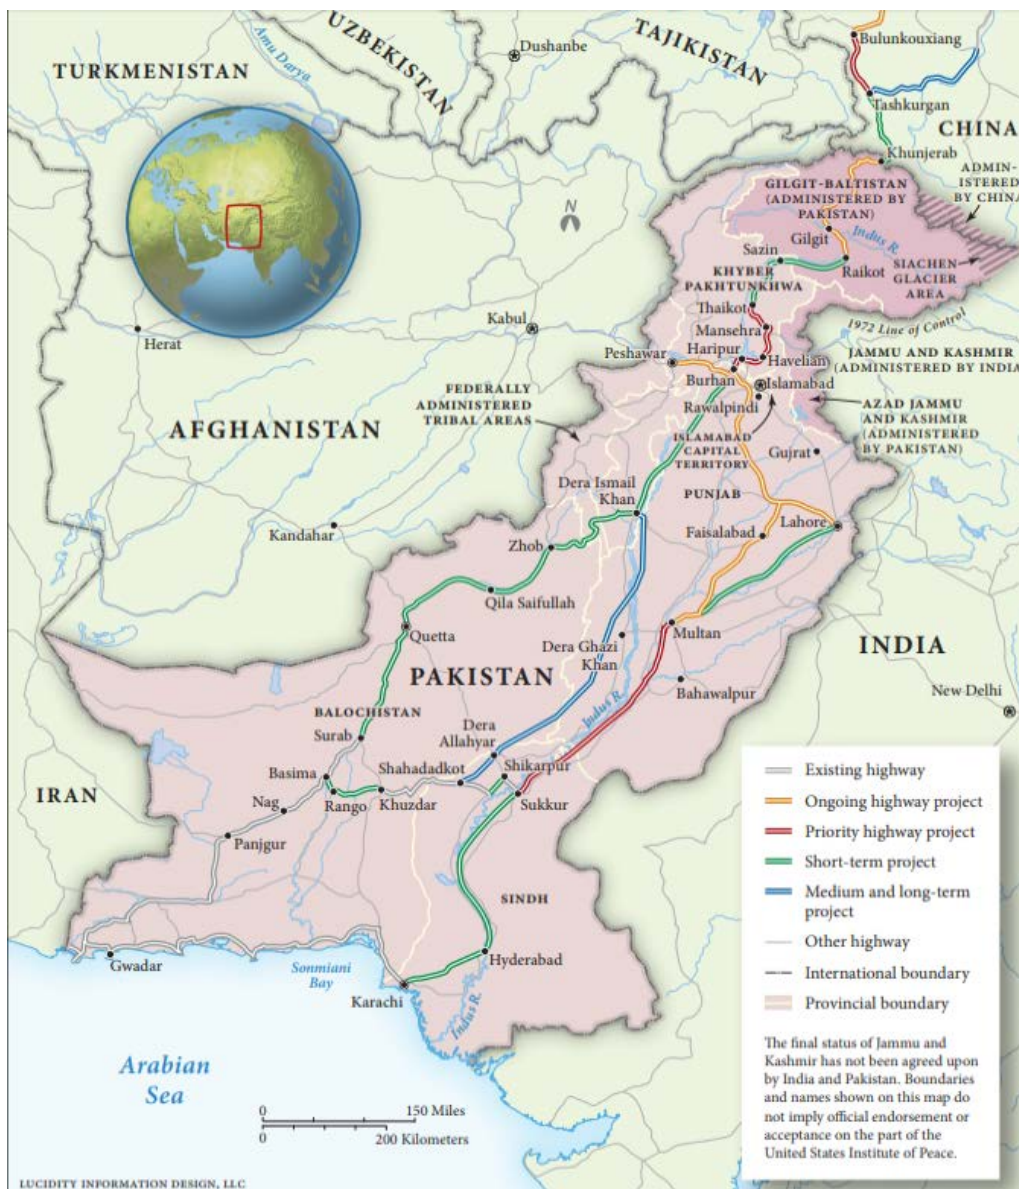 UZBEKISTAN
TAJIKISTAN
Dushanbe
Bulunkouxiang
TURKMENISTAN
Amu Darya
Tashkurgan
CHINA
Khunjerab
ADMIN-
ISTERED
BY CHINA
GILGIT-BALTISTAN
(ADMINISTERED BY
PAKISTAN)
N
Gilgit
Indus R.
Sazin
Raikot
SIACHEN
GLACIER
AREA
KHYBER
PAKHTUNKHWA
Thaikot
Mansehra
1972 Line of Control
Kabul
Herat
Peshawar
Haripur
Havelian
JAMMU AND KASHMIR
(ADMINISTERED BY INDIA)
Burhan
Islamabad
Rawalpindi
FEDERALLY
ADMINISTERED
TRIBAL AREAS
AZAD JAMMU
AND KASHMIR
(ADMINISTERED
BY PAKISTAN)
AFGHANISTAN
ISLAMABAD
CAPITAL
TERRITORY
Gujrat
Dera Ismail
Khan
PUNJAB
Kandahar
Zhob
Faisalabad
Lahore
Qila Saifullah
Quetta
Multan
Dera Ghazi
Khan
INDIA
PAKISTAN
Bahawalpur
New Delhi
Indus R.
BALOCHISTAN
Surab
Dera
Allahyar
Basima
Shahadadkot
Shikarpur
IRAN
Nag
Rango
Khuzdar
Sukkur
Panjgur
SINDH
Gwadar
Sonmiani
Bay
Hyderabad
Karachi
Indus R.
Arabian
Sea
Existing highway
Ongoing highway project
Priority highway project
Short-term project
Medium and long-term
project
Other highway
International boundary
Provincial boundary
The final status of Jammu and
Kashmir has not been agreed upon
by India and Pakistan. Boundaries
and names shown on this map do
not imply official endorsement or
acceptance on the part of the
United States Institute of Peace.
0 150 Miles
0 200 Kilometers
LUCIDITY INFORMATION DESIGN, LLC